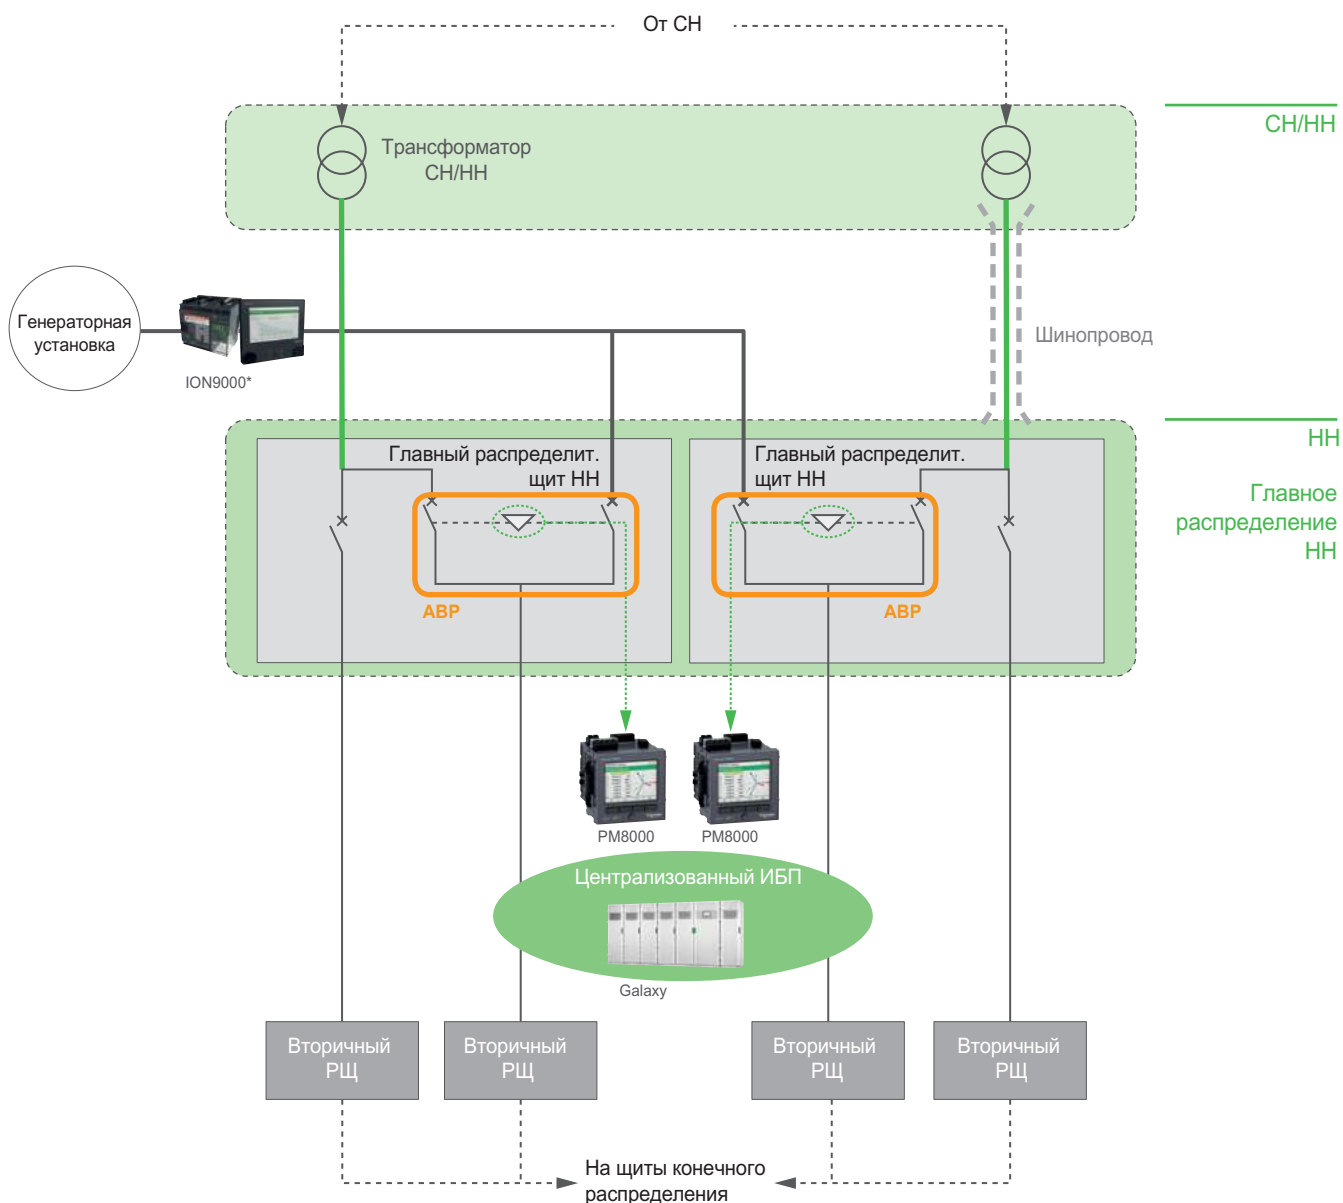 От СН
СН/НН
Трансформатор
СН/НН
Генераторная
установка
ION9000*
Шинопровод
НН
Главное
распределение
НН
Главный распределит.
щит НН
Главный распределит.
щит НН
АВР
АВР
PM8000
PM8000
Централизованный ИБП
Galaxy
Вторичный
РЩ
Вторичный
РЩ
Вторичный
РЩ
Вторичный
РЩ
На щиты конечного
распределения